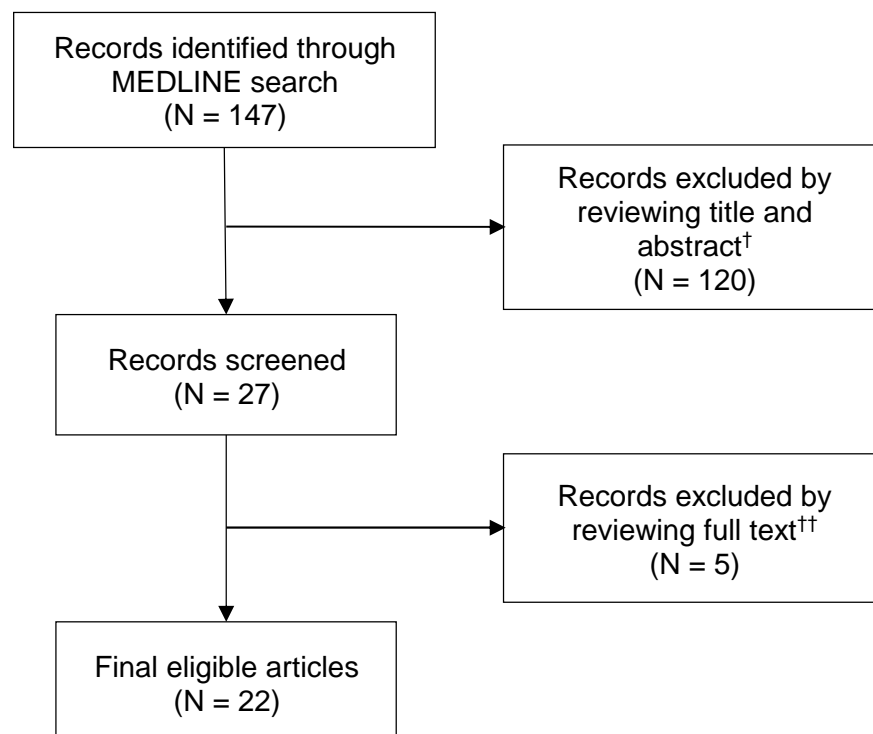 Records identified through
MEDLINE search
(N = 147)
Records excluded by
reviewing title and
abstract†
(N = 120)
Records screened
(N = 27)
Records excluded by
reviewing full text††
(N = 5)
Final eligible articles
(N = 22)